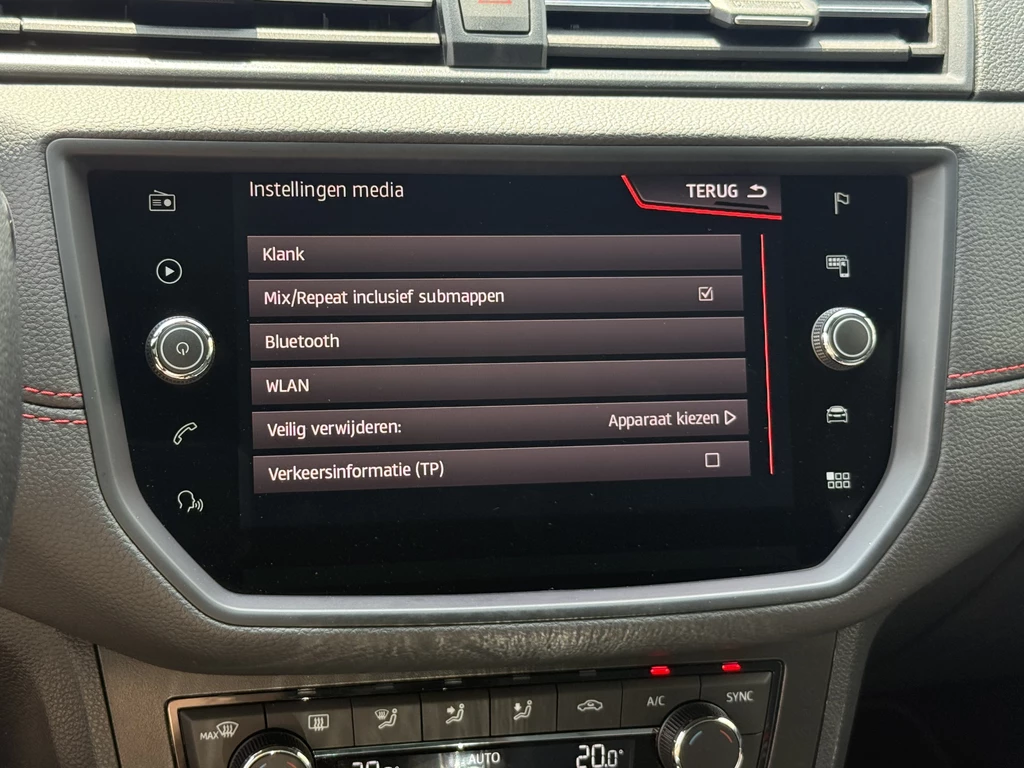 Instellingen media
TERUG
Klank
Mix/Repeat inclusief submappen
Bluetooth
WLAN
Veilig verwijderen: Apparaat kiezen
Verkeersinformatie (TP)
A/C
SYNC
MAX
AUTO
20.0°